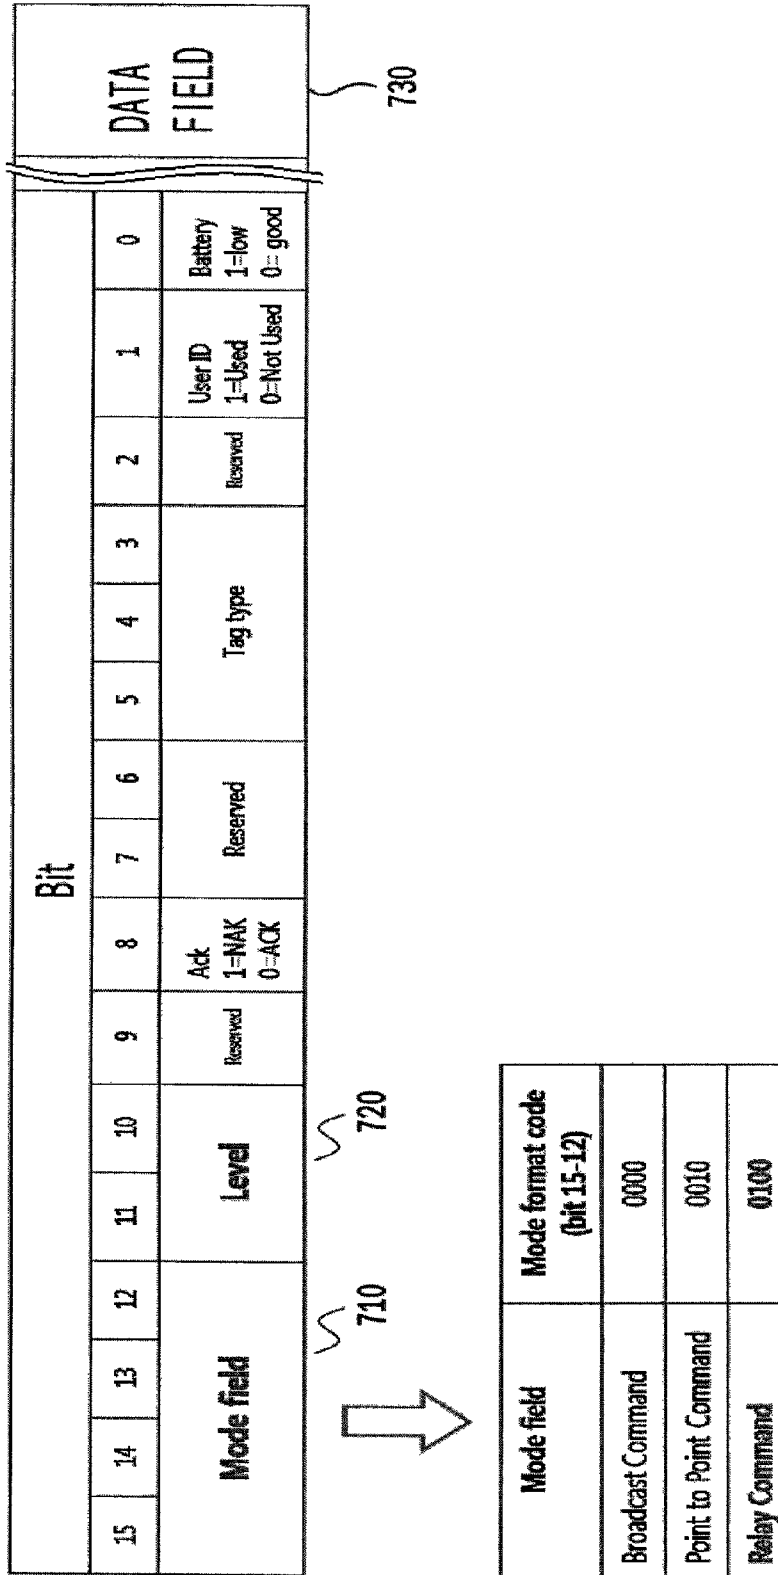 Bit
DATA
FIELD
15 14 13 12 11 10 9 8 7 6 5 4 3 2 1 0
Mode field
Level
Reserved
Ack
1=NAK
0=ACK
Reserved
Tag type
Reserved
User ID
1=Used
0=Not Used
Battery
1=low
0= good
710
720
730
Mode field
Mode format code
(bit 15-12)
Broadcast Command
0000
Point to Point Command
0010
Relay Command
0100